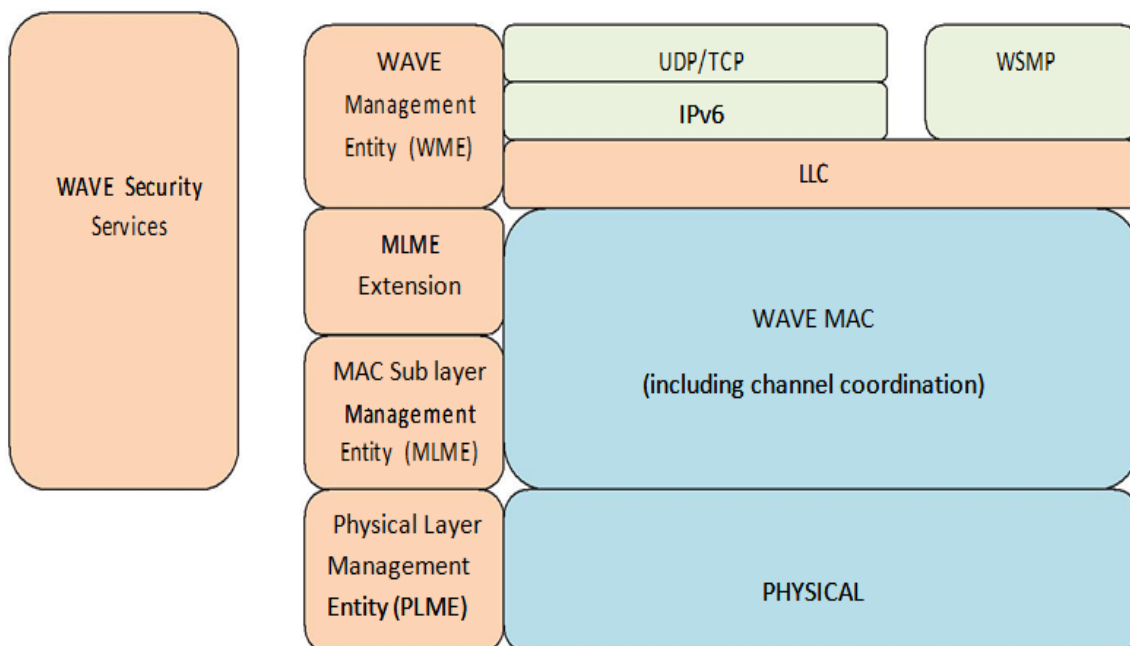 WAVE Security
Services
WAVE
Management
Entity (WME)
UDP/TCP
IPv6
WSMP
LLC
MLME
Extension
MAC Sub layer
Management
Entity (MLME)
WAVE MAC
(including channel coordination)
Physical Layer
Management
Entity (PLME)
PHYSICAL